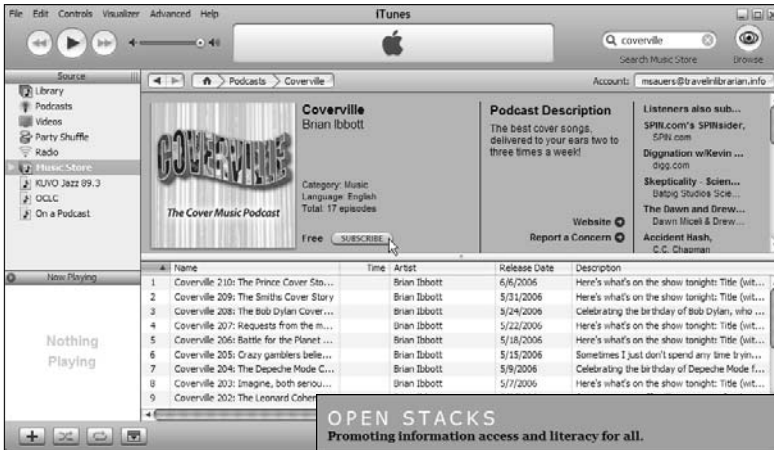 File Edit Controls Visualizer Advanced Help
iTunes
coverville
Search Music Store
Browse
Source
Library
Podcasts
Videos
Party Shuffle
Radio
Music Store
KUVO Jazz 89.3
OCLC
On a Podcast
Podcasts
Coverville
Account: msauers@travelinlibrarian.info
COVERVILLE
The Cover Music Podcast
Coverville
Brian Ibbott
Category: Music
Language: English
Total: 17 episodes
Free SUBSCRIBE
Podcast Description
The best cover songs,
delivered to your ears two to
three times a week!
Website
Report a Concern
Listeners also sub...
SPIN.com's SPINsider,
SPIN.com
Diggnation w/Kevin ...
digg.com
Skepticality - Scien...
Batpig Studios Scie...
The Dawn and Drew...
Dawn Miceli & Drew...
Accident Hash,
C.C. Chapman
Now Playing
Nothing
Playing
Name Time Artist Release Date Description
1 Coverville 210: The Prince Cover Sto... Brian Ibbott 6/6/2006 Here's what's on the show tonight: Title (wit...
2 Coverville 209: The Smiths Cover Story Brian Ibbott 5/31/2006 Here's what's on the show tonight: Title (wit...
3 Coverville 208: The Bob Dylan Cover... Brian Ibbott 5/24/2006 Celebrating the birthday of Bob Dylan, who ...
4 Coverville 207: Requests from the m... Brian Ibbott 5/22/2006 Here's what's on the show tonight: Title (wit...
5 Coverville 206: Battle for the Planet ... Brian Ibbott 5/18/2006 Here's what's on the show tonight: Title (wit...
6 Coverville 205: Crazy gamblers belie... Brian Ibbott 5/15/2006 Sometimes I just don't spend any time tryin...
7 Coverville 204: The Depeche Mode C... Brian Ibbott 5/9/2006 Celebrating the birthday of Depeche Mode f...
8 Coverville 203: Imagine, both seriou... Brian Ibbott 5/7/2006 Here's what's on the show tonight: Title (wit...
9 Coverville 202: The Leonard Cohen
OPEN STACKS
Promoting information access and literacy for all.